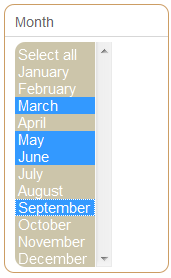 Month
Select all
January
February
March
April
May
June
July
August
September
October
November
December